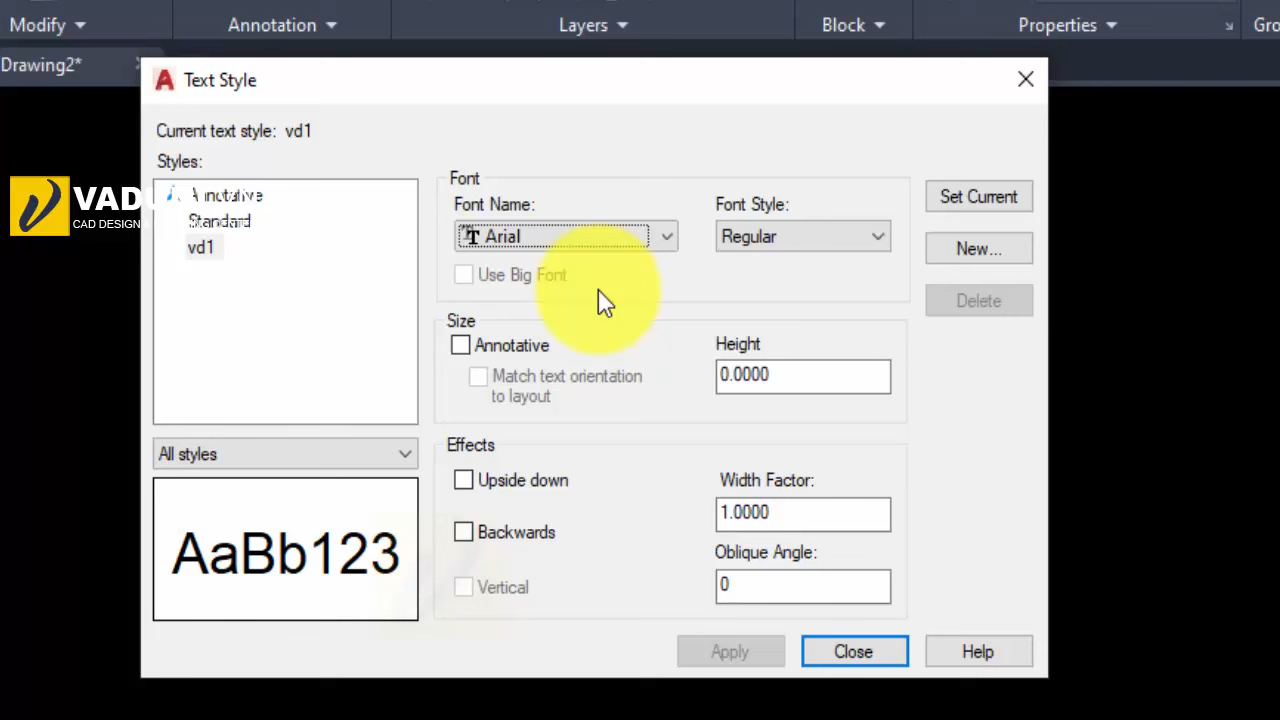 Modify
Annotation
Layers
Block
Properties
Gro
Drawing2*
Text Style
Current text style: vd1
Styles:
Annotative
Standard
vd1
VADU
CAD DESIGN &
All styles
AaBb123
Font
Font Name:
Arial
Use Big Font
Font Style:
Regular
Size
Annotative
Match text orientation
to layout
Height
0.0000
Effects
Upside down
Backwards
Vertical
Width Factor:
1.0000
Oblique Angle:
0
Set Current
New...
Delete
Apply
Close
Help